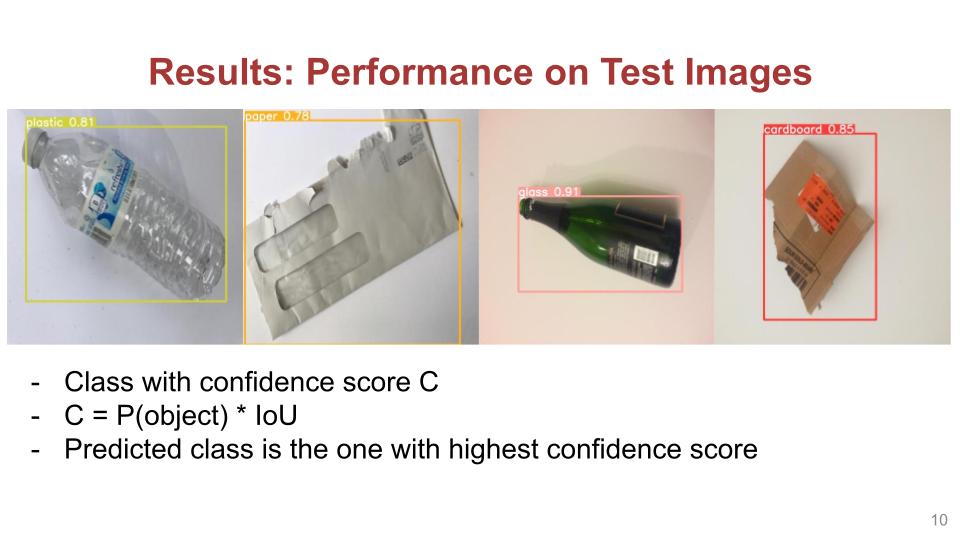 Results: Performance on Test Images
plastic 0.81
paper 0.78
glass 0.91
cardboard 0.85
refresh
- Class with confidence score C
- C = P(object) * IoU
- Predicted class is the one with highest confidence score
10